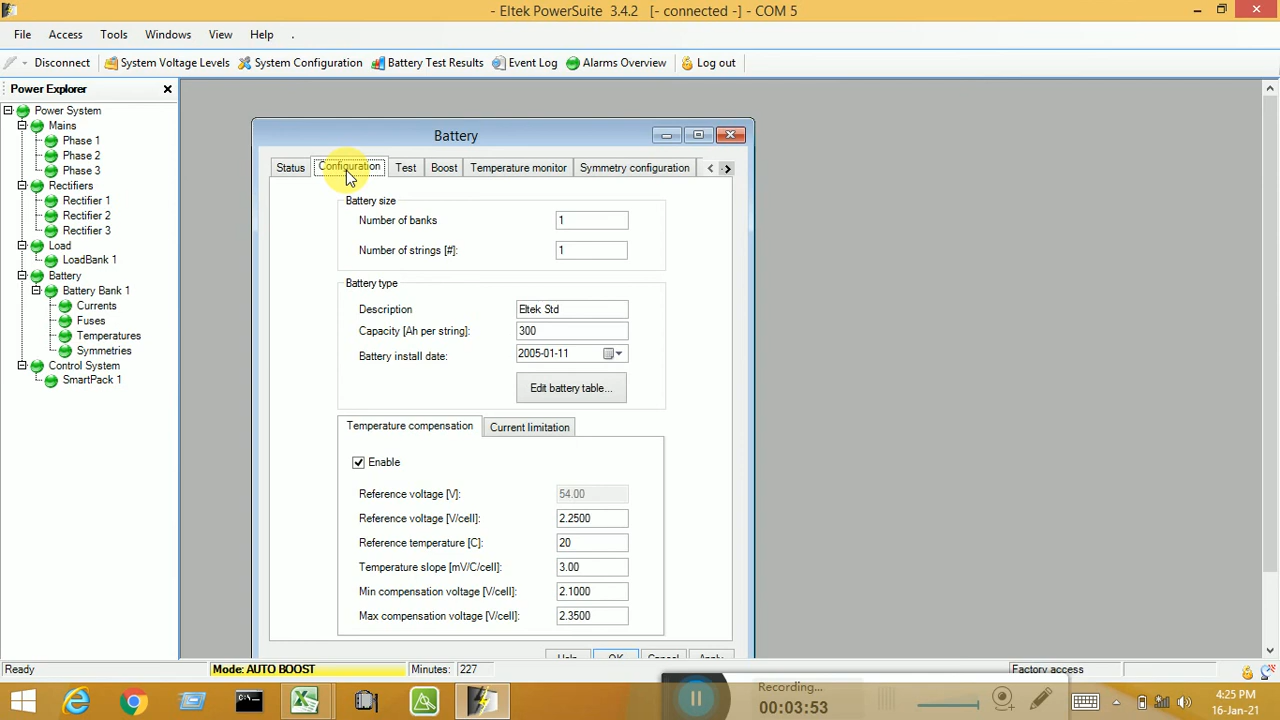 - Eltek PowerSuite 3.4.2 [- connected -] - COM 5
File Access Tools Windows View Help .
Disconnect System Voltage Levels System Configuration Battery Test Results Event Log Alarms Overview Log out
Power Explorer
Power System
Mains
Phase 1
Phase 2
Phase 3
Rectifiers
Rectifier 1
Rectifier 2
Rectifier 3
Load
LoadBank 1
Battery
Battery Bank 1
Currents
Fuses
Temperatures
Symmetries
Control System
SmartPack 1
Battery
Status Configuration Test Boost Temperature monitor Symmetry configuration
Battery size
Number of banks 1
Number of strings [#]: 1
Battery type
Description Eltek Std
Capacity [Ah per string]: 300
Battery install date: 2005-01-11
Edit battery table...
Temperature compensation Current limitation
Enable
Reference voltage [V]: 54.00
Reference voltage [V/cell]: 2.2500
Reference temperature [C]: 20
Temperature slope [mV/C/cell]: 3.00
Min compensation voltage [V/cell]: 2.1000
Max compensation voltage [V/cell]: 2.3500
Help OK Cancel Apply
Ready Mode: AUTO BOOST Minutes: 227 Factory access
Recording...
00:03:53
4:25 PM
16-Jan-21